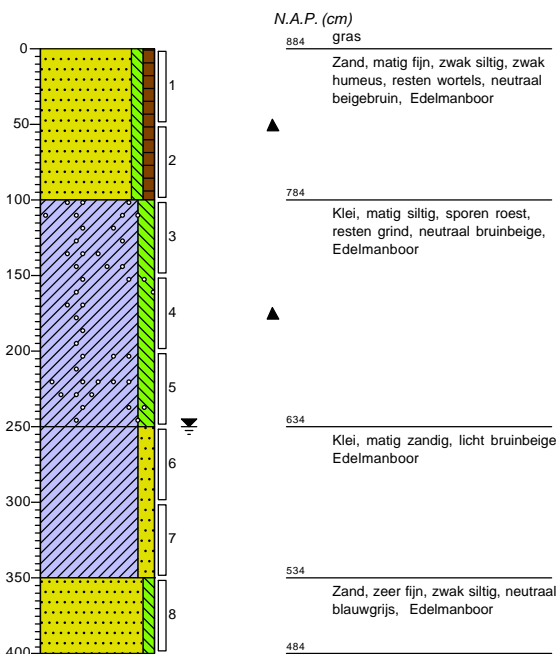 N.A.P. (cm)
0
884
gras
Zand, matig fijn, zwak siltig, zwak
humeus, resten wortels, neutraal
beigebruin, Edelmanboor
1
50
2
100
784
Klei, matig siltig, sporen roest,
resten grind, neutraal bruinbeige,
Edelmanboor
3
150
4
200
5
250
634
Klei, matig zandig, licht bruinbeige
Edelmanboor
6
300
7
350
534
Zand, zeer fijn, zwak siltig, neutraal
blauwgrijs, Edelmanboor
8
400
484